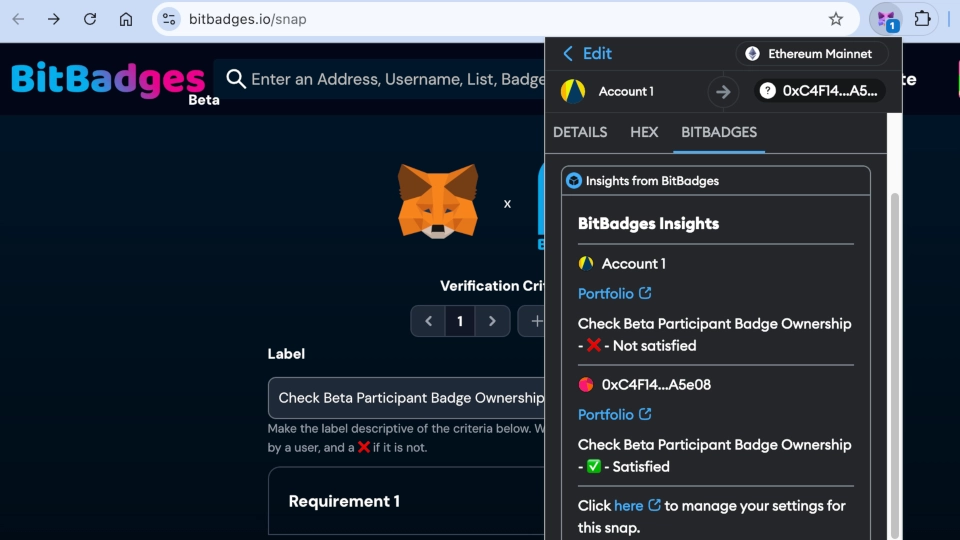 bitbadges.io/snap
1
BitBadges
Beta
Enter an Address, Username, List, Badge
te
x
Verification Cri
1
Label
Check Beta Participant Badge Ownership
Make the label descriptive of the criteria below. W
by a user, and a ❌ if it is not.
Requirement 1
Edit
Ethereum Mainnet
Account 1
? 0xC4F14...A5...
DETAILS HEX BITBADGES
Insights from BitBadges
BitBadges Insights
Account 1
Portfolio
Check Beta Participant Badge Ownership
- ❌ - Not satisfied
0xC4F14...A5e08
Portfolio
Check Beta Participant Badge Ownership
- ✅ - Satisfied
Click here to manage your settings for
this snap.